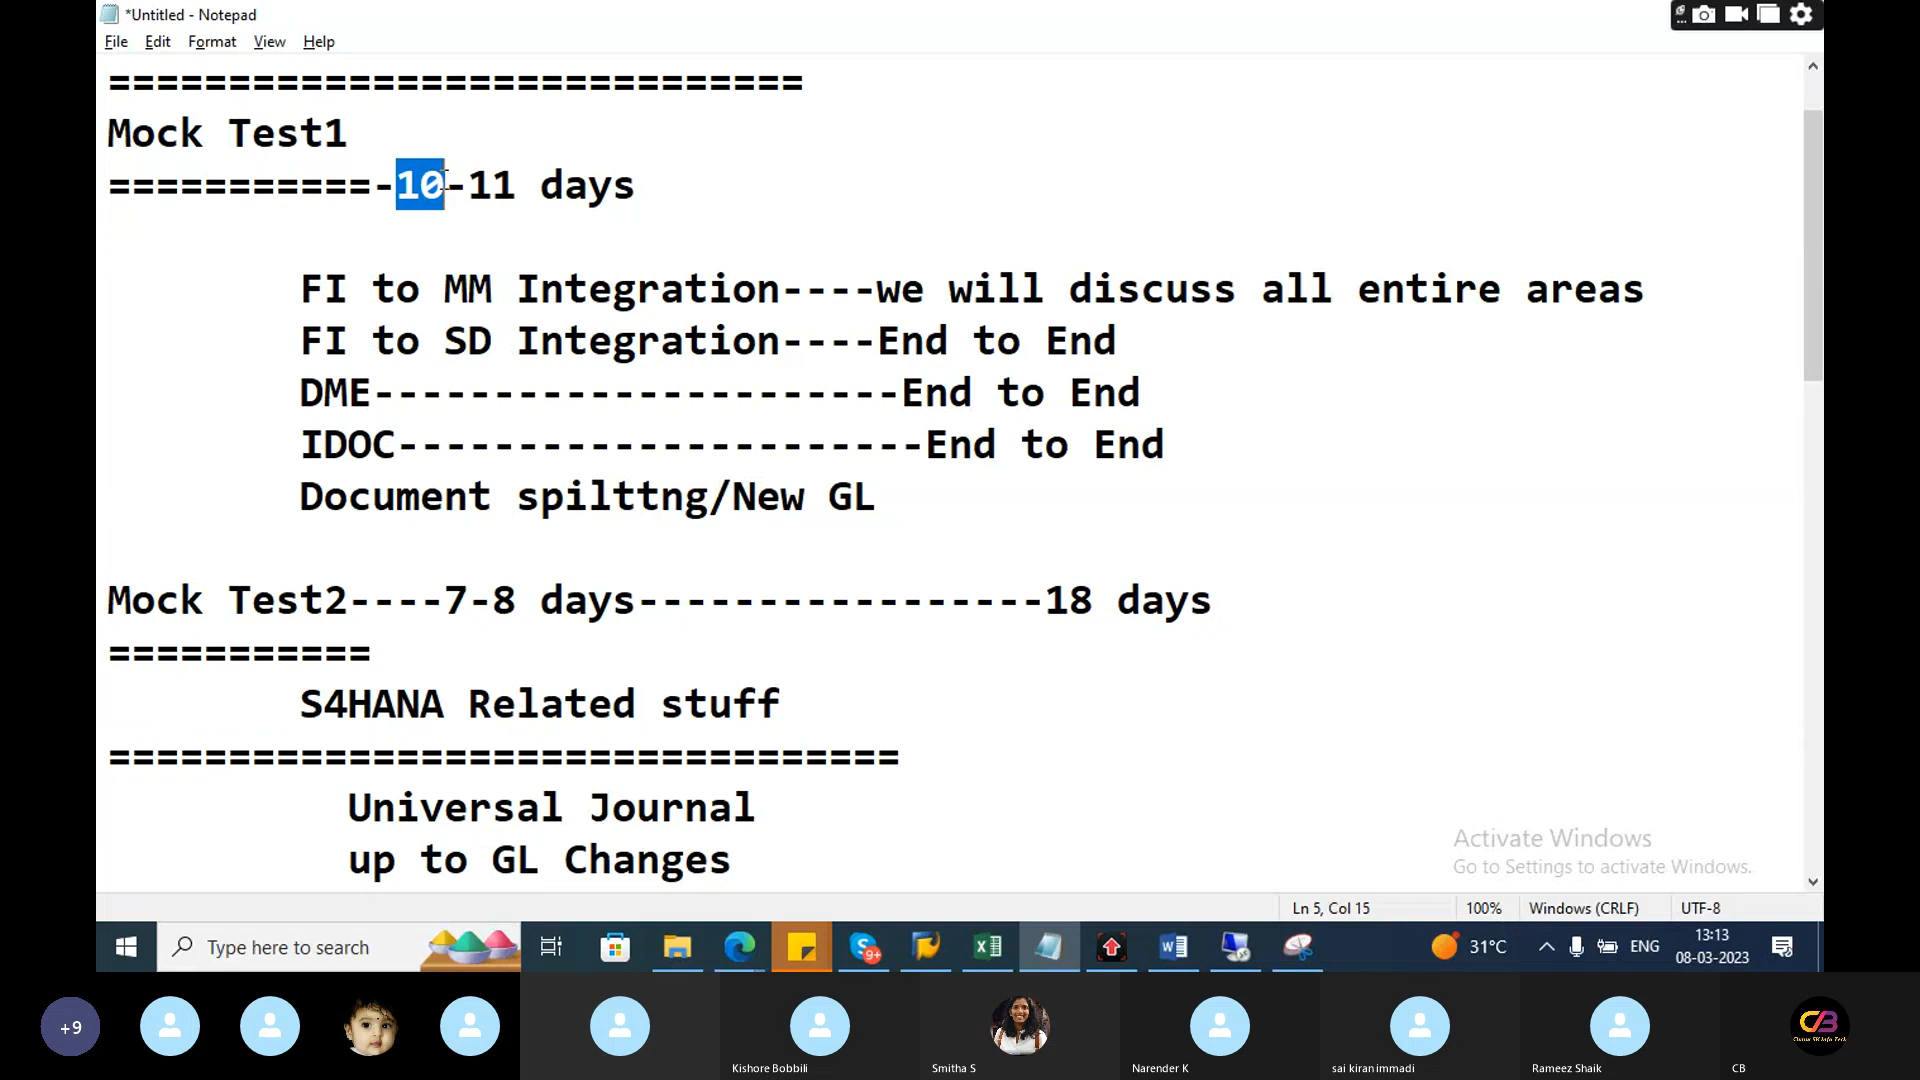 *Untitled - Notepad
File Edit Format View Help
=============================
Mock Test1
===========-10-11 days
FI to MM Integration----we will discuss all entire areas
FI to SD Integration----End to End
DME----------------------End to End
IDOC----------------------End to End
Document spilttng/New GL
Mock Test2----7-8 days-----------------18 days
===========
S4HANA Related stuff
=================================
Universal Journal
up to GL Changes
Activate Windows
Go to Settings to activate Windows.
Ln 5, Col 15 100% Windows (CRLF) UTF-8
Type here to search 9+ 31°C ENG 13:13
08-03-2023
+9
Kishore Bobbili Smitha S Narender K sai kiran immadi Rameez Shaik CB